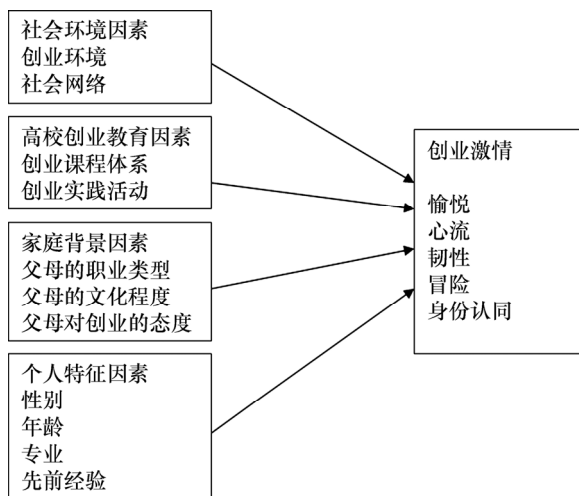 社会环境因素
创业环境
社会网络
高校创业教育因素
创业课程体系
创业实践活动
家庭背景因素
父母的职业类型
父母的文化程度
父母对创业的态度
个人特征因素
性别
年龄
专业
先前经验
创业激情
愉悦
心流
韧性
冒险
身份认同